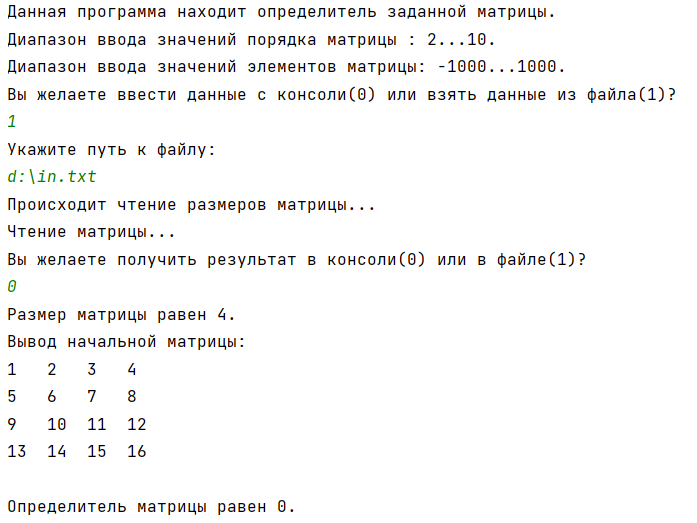 Данная программа находит определитель заданной матрицы.
Диапазон ввода значений порядка матрицы : 2...10.
Диапазон ввода значений элементов матрицы: -1000...1000.
Вы желаете ввести данные с консоли(0) или взять данные из файла(1)?
1
Укажите путь к файлу:
d:\in.txt
Происходит чтение размеров матрицы...
Чтение матрицы...
Вы желаете получить результат в консоли(0) или в файле(1)?
0
Размер матрицы равен 4.
Вывод начальной матрицы:
1   2   3   4
5   6   7   8
9   10  11  12
13  14  15  16
Определитель матрицы равен 0.